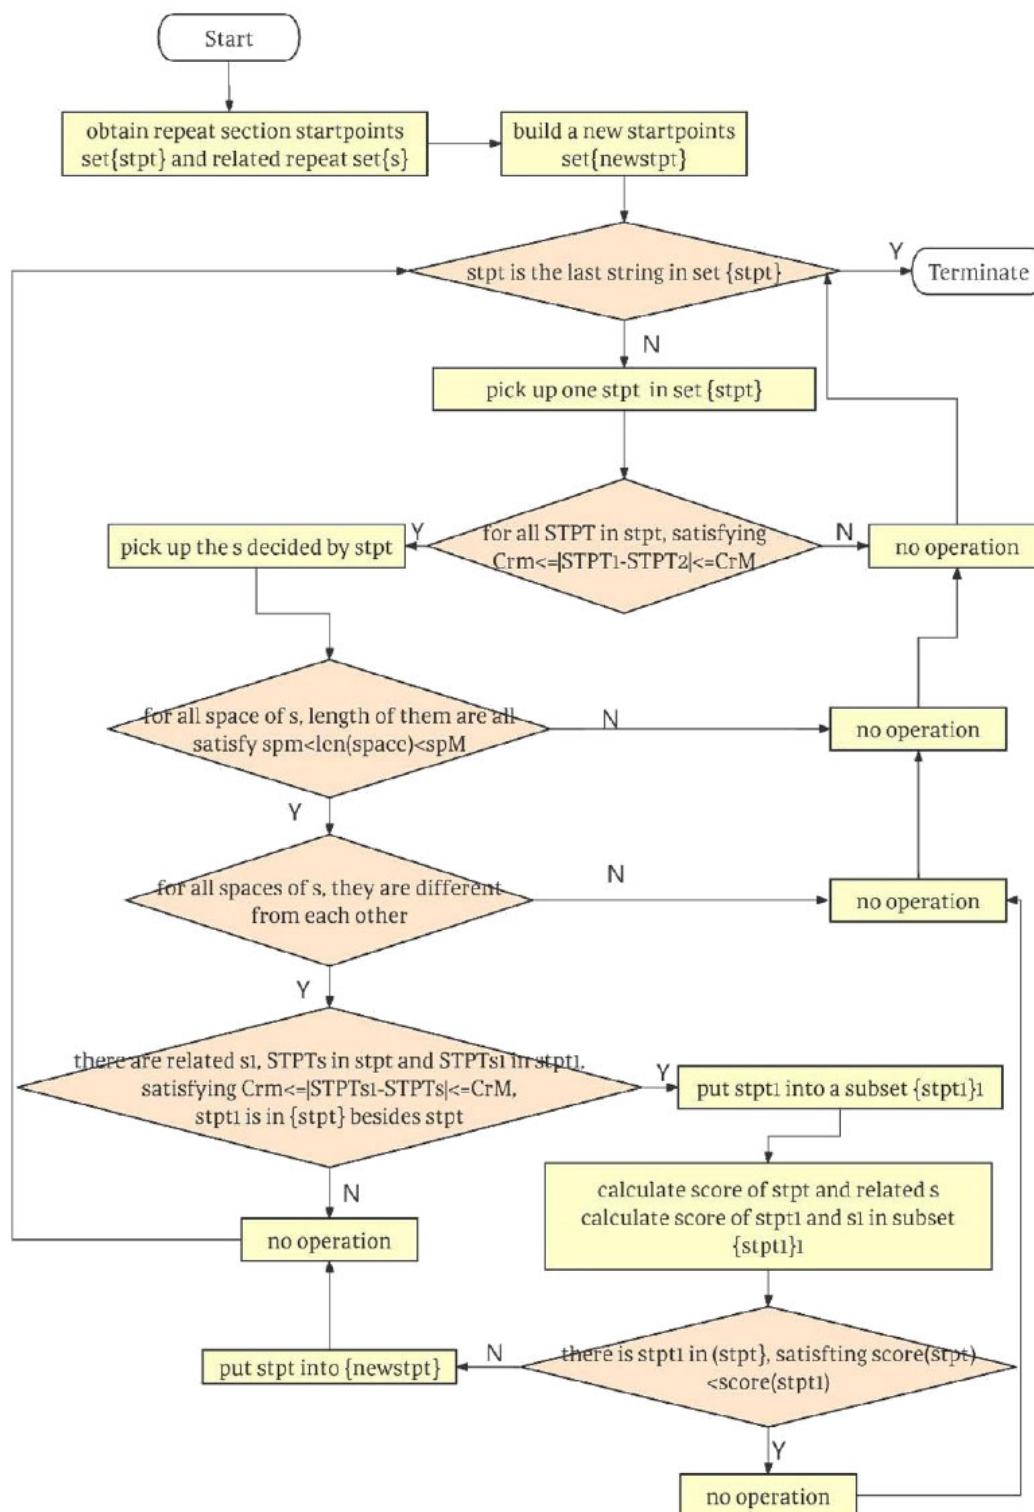 Start
obtain repeat section startpoints
set{stpt} and related repeat set{s}
build a new startpoints
set{newstpt}
stpt is the last string in set {stpt}
Y
Terminate
N
pick up one stpt in set {stpt}
for all STPT in stpt, satisfying
Crm<=|STPT1-STPT2|<=CrM
Y
pick up the s decided by stpt
N
no operation
for all space of s, length of them are all
satisfy spm<len(space)<spM
N
no operation
Y
for all spaces of s, they are different
from each other
N
no operation
Y
there are related s1, STPTs in stpt and STPTs1 in stpt1,
satisfying Crm<=|STPTs1-STPTs|<=CrM,
stpt1 is in {stpt} besides stpt
Y
put stpt1 into a subset {stpt1}1
calculate score of stpt and related s
calculate score of stpt1 and s1 in subset
{stpt1}1
N
no operation
there is stpt1 in (stpt}, satisfting score(stpt)
<score(stpt1)
N
put stpt into {newstpt}
Y
no operation